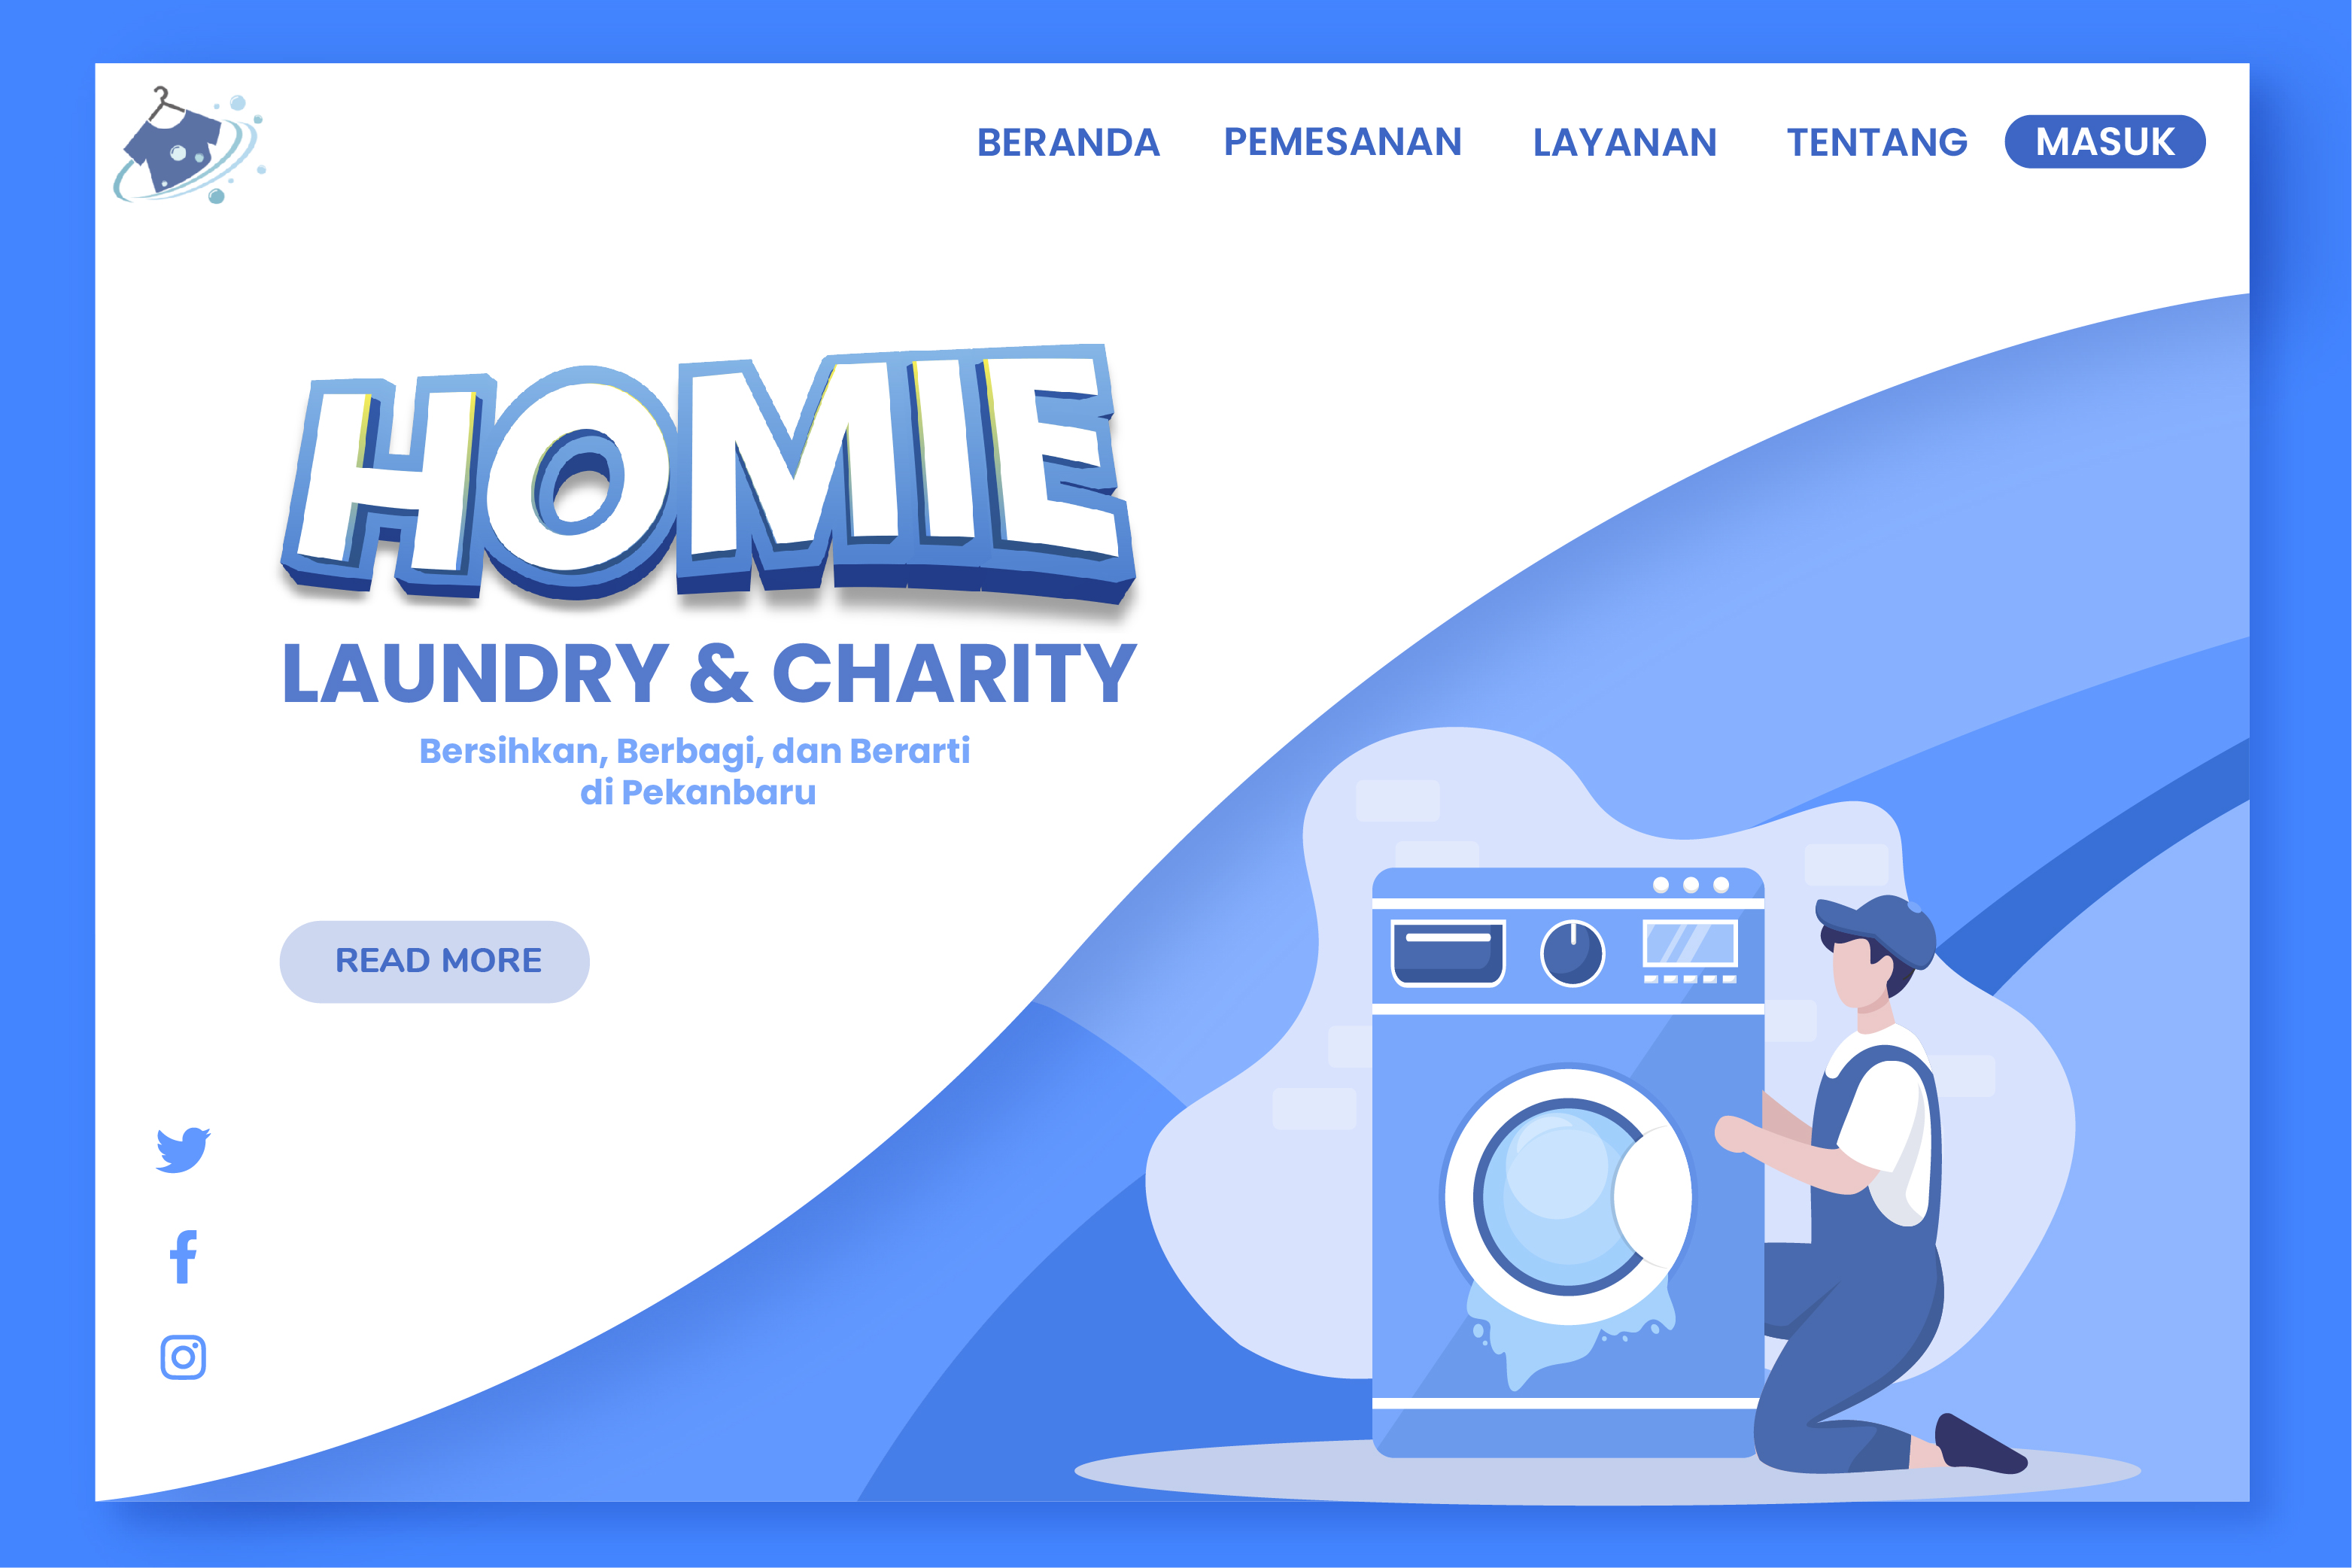 BERANDA PEMESANAN LAYANAN TENTANG MASUK
HOMIE
LAUNDRY & CHARITY
Bersihkan, Berbagi, dan Berarti
di Pekanbaru
READ MORE